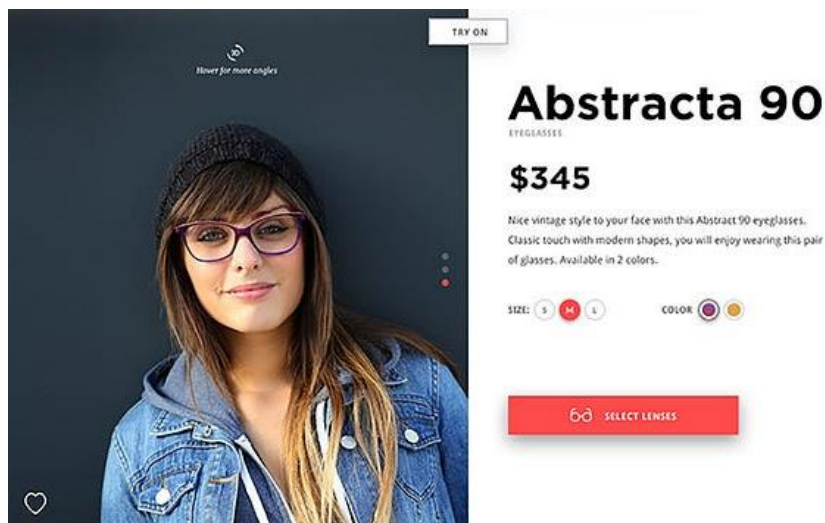 TRY ON
3D
Hover for more angles
Abstracta 90
EYEGLASSES
$345
Nice vintage style to your face with this Abstract 90 eyeglasses.
Classic touch with modern shapes, you will enjoy wearing this pair
of glasses. Available in 2 colors.
SIZE: S M L COLOR
SELECT LENSES